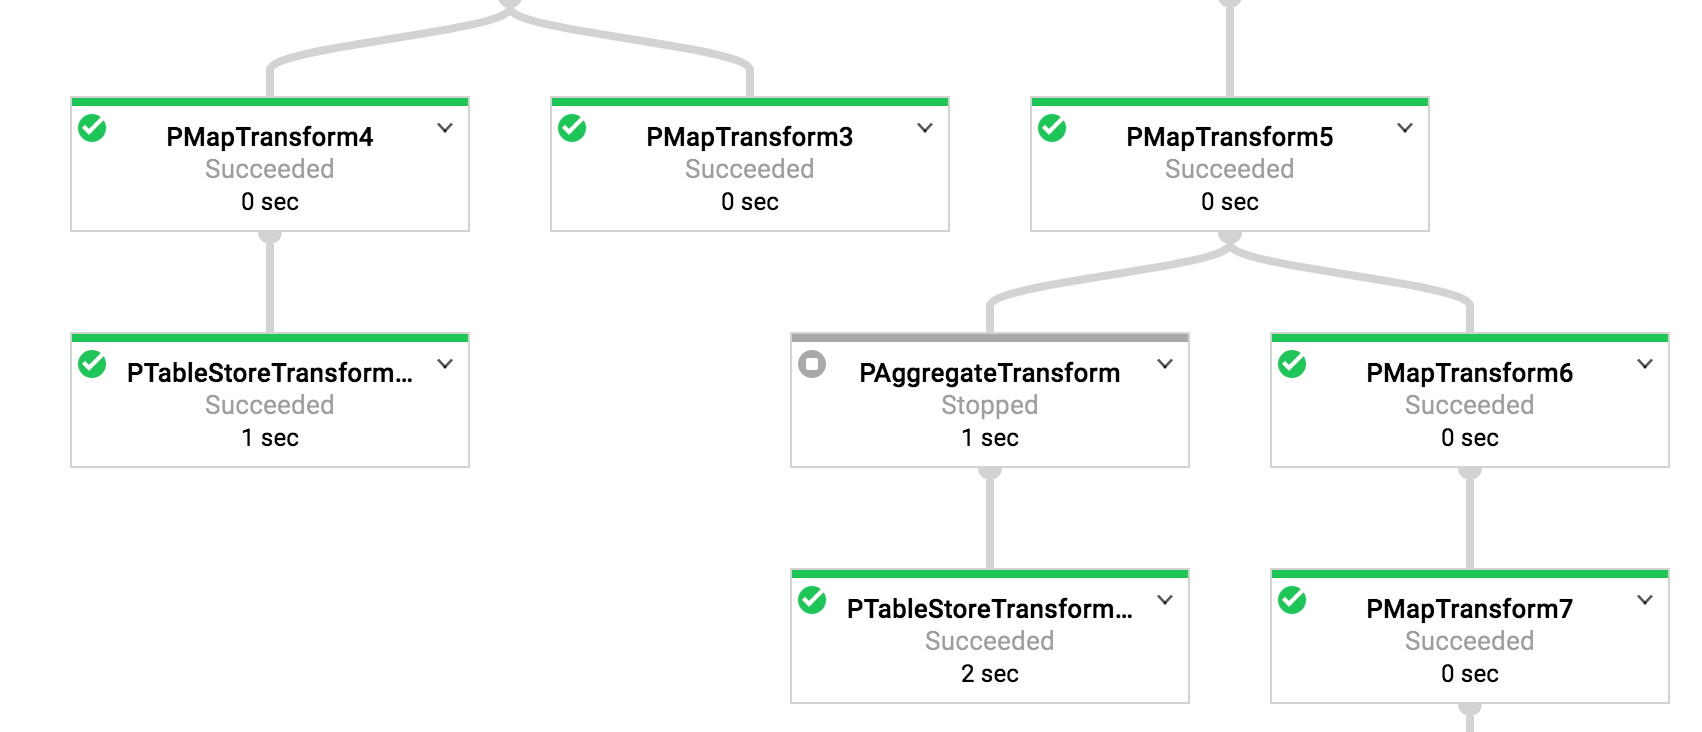 PMapTransform4
Succeeded
0 sec
PMapTransform3
Succeeded
0 sec
PMapTransform5
Succeeded
0 sec
PTableStoreTransform...
Succeeded
1 sec
PAggregateTransform
Stopped
1 sec
PMapTransform6
Succeeded
0 sec
PTableStoreTransform...
Succeeded
2 sec
PMapTransform7
Succeeded
0 sec